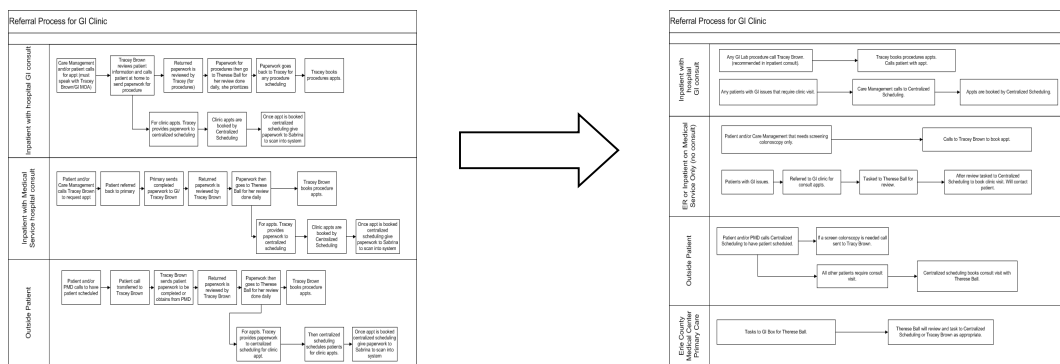 Referral Process for GI Clinic
Inpatient with hospital GI consult
Care Management
and/or patient calls
for appt (must
speak with Tracey
Brown/GI MOA)
Tracey Brown
reviews patient
information and calls
patient at home to
send paperwork for
procedure
Returned
paperwork is
reviewed by
Tracey (for
procedures)
Paperwork for
procedures then go
to Therese Ball for
her review done
daily, she prioritizes
Paperwork goes
back to Tracey for
any procedure
scheduling
Tracey books
procedures appts.
For clinic appts. Tracey
provides paperwork to
centralized scheduling
Clinic appts are
booked by
Centralized
Scheduling
Once appt is booked
centralized
scheduling give
paperwork to Sabrina
to scan into system
Inpatient with Medical
Service hospital consult
Patient and/or
Care Management
calls Tracey Brown
to request appt
Patient referred
back to primary
Primary sends
completed
paperwork to GI/
Tracey Brown
Returned
paperwork is
reviewed by
Tracey Brown
Paperwork then
goes to Therese
Ball for her review
done daily
Tracey Brown
books procedure
appts.
For appts. Tracey
provides
paperwork to
centralized
scheduling
Clinic appts are
booked by
Centralized
Scheduling
Once appt is booked
centralized
scheduling give
paperwork to Sabrina
to scan into system
Outside Patient
Patient and/or
PMD calls to have
patient scheduled
Patient call
transferred to
Tracey Brown
Tracey Brown
sends patient
paperwork to be
completed or
obtains from PMD
Returned
paperwork is
reviewed by
Tracey Brown
Paperwork then
goes to Therese
Ball for her review
done daily
Tracey Brown
books procedure
appts.
For appts. Tracey
provides paperwork
to centralized
scheduling for clinic
appt.
Then centralized
scheduling
schedules patients
for clinic appts.
Once appt is booked
centralized
scheduling give
paperwork to
Sabrina to scan into
system
Referral Process for GI Clinic
Inpatient with
hospital
GI consult
Any GI Lab procedure call Tracey Brown
(recommended in inpatient consult).
Tracey books procedures appts.
Calls patient with appt.
Any patients with GI issues that require clinic visit.
Care Management calls to Centralized
Scheduling.
Appts are booked by Centralized Scheduling.
ER or Inpatient on Medical
Service Only (no consult)
Patient and/or Care Management that needs screening
colonoscopy only.
Calls to Tracey Brown to book appt.
Patients with GI issues.
Referred to GI clinic for
consult appts.
Tasked to Therese Ball for
review.
After review tasked to Centralized
Scheduling to book clinic visit. Will contact
patient.
Outside Patient
Patient and/or PMD calls Centralized
Scheduling to have patient scheduled.
If a screen colonoscopy is needed call
sent to Tracy Brown.
All other patients require consult
visit.
Centralized scheduling books consult visit with
Therese Ball.
Erie County
Medical Center
Primary Care
Tasks to GI Box for Therese Ball.
Therese Ball will review and task to Centralized
Scheduling or Tracey Brown as appropriate.